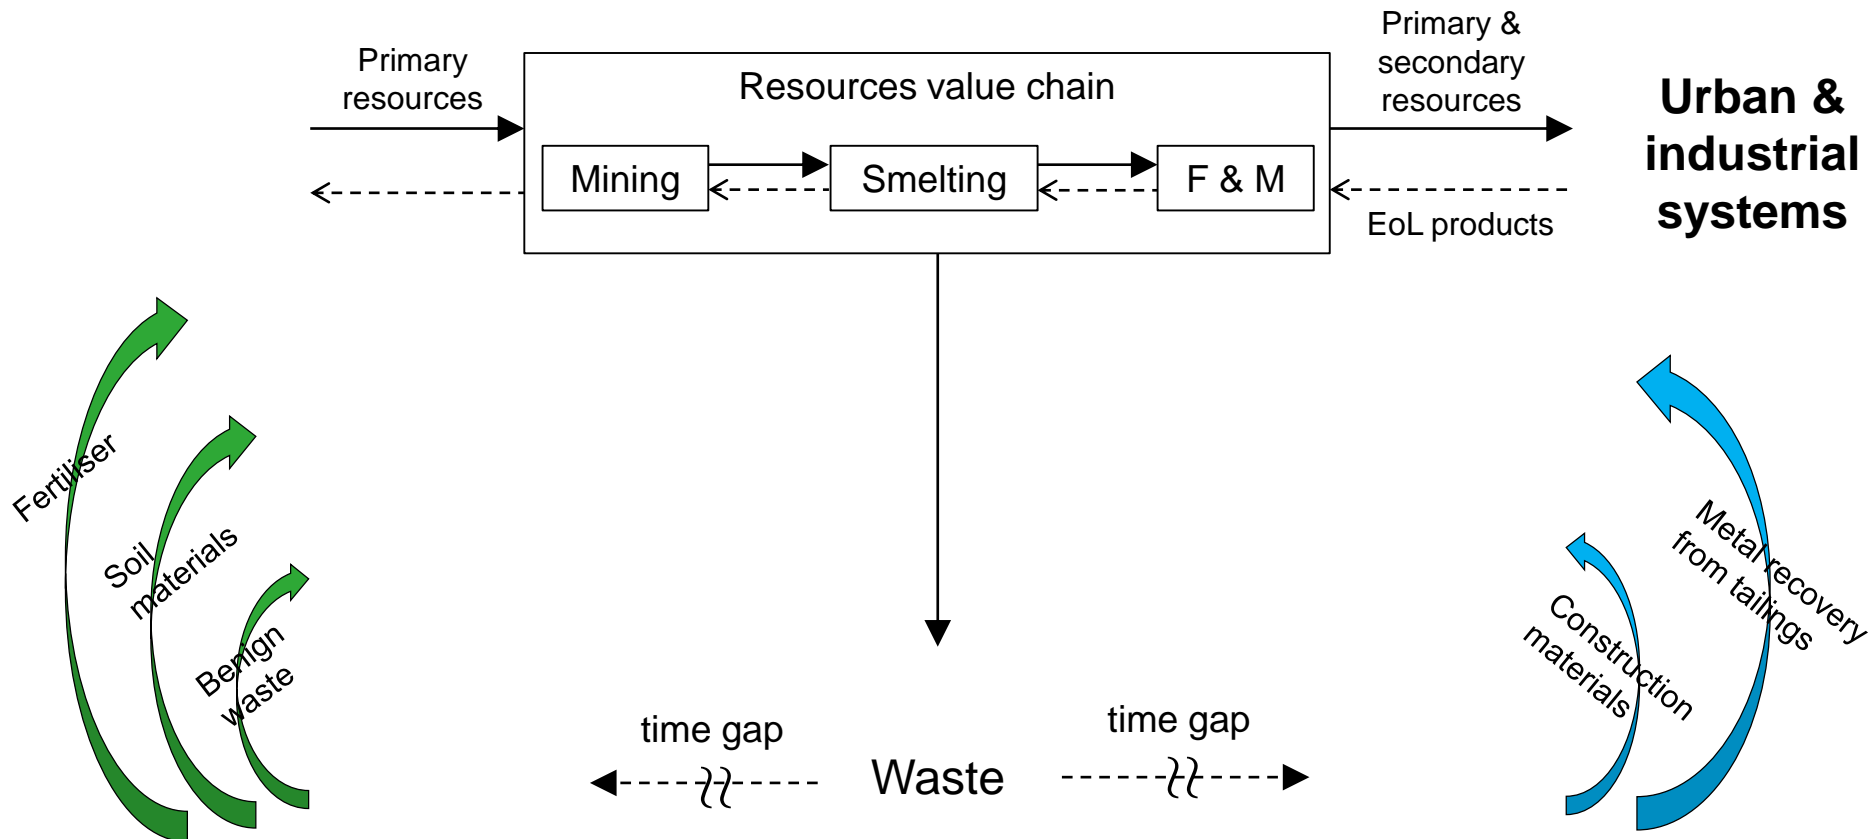 Primary
resources
Resources value chain
Mining
Smelting
F & M
Primary &
secondary
resources
EoL products
Urban &
industrial
systems
Fertiliser
Soil
materials
Benign
waste
time gap
Waste
time gap
Construction
materials
Metal recovery
from tailings